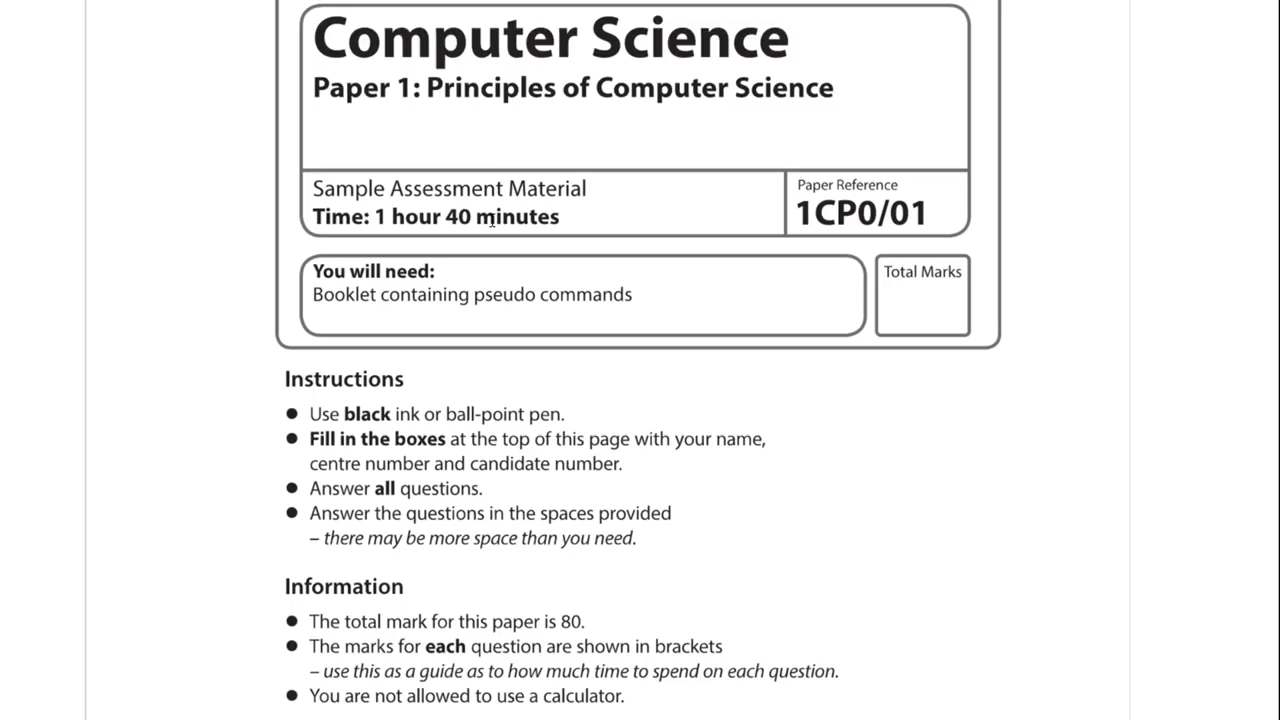 Computer Science
Paper 1: Principles of Computer Science
Sample Assessment Material
Time: 1 hour 40 minutes
Paper Reference
1CP0/01
You will need:
Booklet containing pseudo commands
Total Marks
Instructions
● Use black ink or ball-point pen.
● Fill in the boxes at the top of this page with your name,
centre number and candidate number.
● Answer all questions.
● Answer the questions in the spaces provided
– there may be more space than you need.
Information
● The total mark for this paper is 80.
● The marks for each question are shown in brackets
– use this as a guide as to how much time to spend on each question.
● You are not allowed to use a calculator.